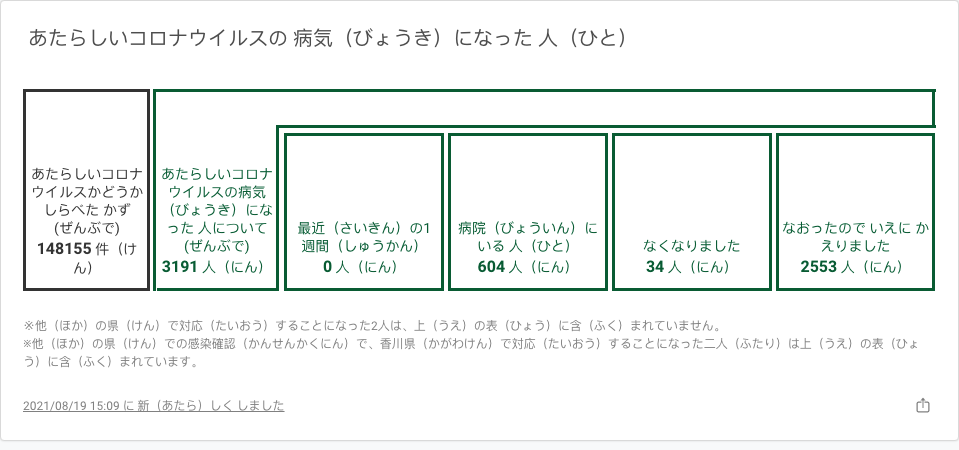 あたらしいコロナウイルスの 病気（びょうき）になった 人（ひと）
あたらしいコロナ
ウイルスかどうか
しらべた かず
(ぜんぶで)
148155 件（け
ん）
あたらしいコロナ
ウイルスの病気
（びょうき）にな
った 人について
(ぜんぶで)
3191 人（にん）
最近（さいきん）の1
週間（しゅうかん）
0 人（にん）
病院（びょういん）に
いる 人（ひと）
604 人（にん）
なくなりました
34 人（にん）
なおったので いえに か
えりました
2553 人（にん）
※他（ほか）の県（けん）で対応（たいおう）することになった2人は、上（うえ）の表（ひょう）に含（ふく）まれていません。
※他（ほか）の県（けん）での感染確認（かんせんかくにん）で、香川県（かがわけん）で対応（たいおう）することになった二人（ふたり）は上（うえ）の表（ひょ
う）に含（ふく）まれています。
2021/08/19 15:09 に 新（あたら）しく しました